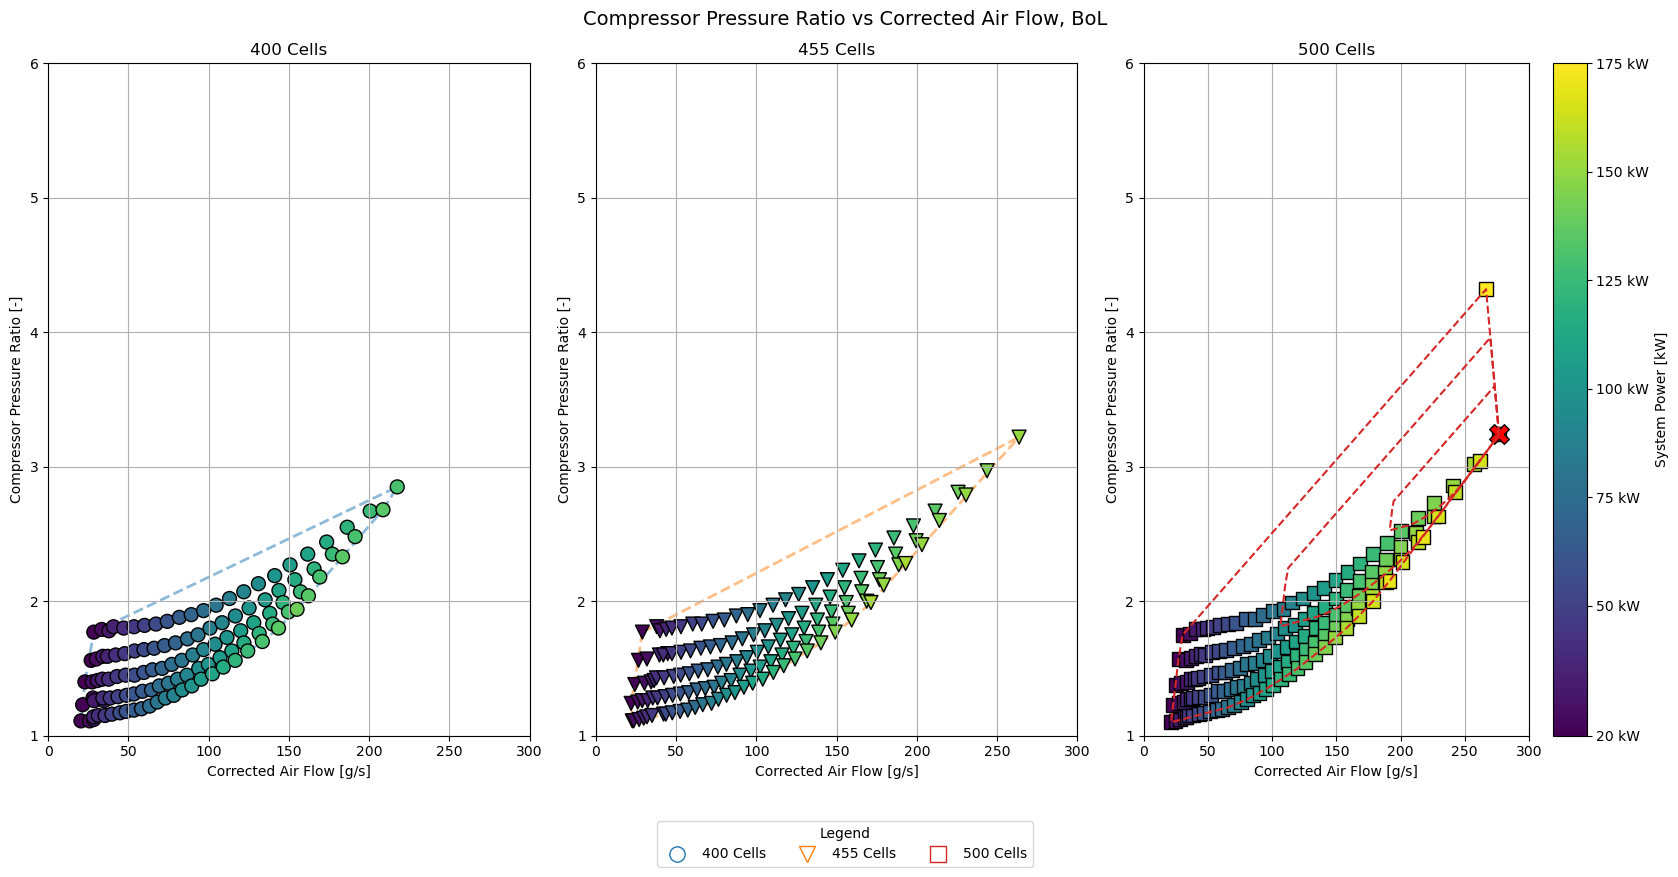 Compressor Pressure Ratio vs Corrected Air Flow, BoL
400 Cells
6
5
4
3
2
1
0
50
100
150
200
250
300
Compressor Pressure Ratio [-]
Corrected Air Flow [g/s]
455 Cells
6
5
4
3
2
1
0
50
100
150
200
250
300
Compressor Pressure Ratio [-]
Corrected Air Flow [g/s]
500 Cells
6
5
4
3
2
1
0
50
100
150
200
250
300
Compressor Pressure Ratio [-]
Corrected Air Flow [g/s]
175 kW
150 kW
125 kW
100 kW
75 kW
50 kW
20 kW
System Power [kW]
Legend
400 Cells
455 Cells
500 Cells